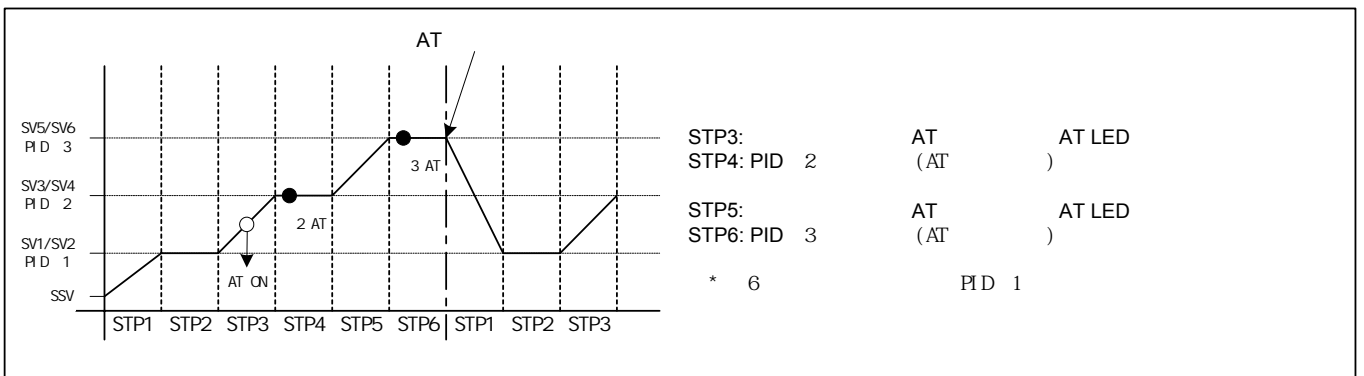 AT
SV5/SV6
PID 3
3 AT
SV3/SV4
PID 2
2 AT
SV1/SV2
PID 1
AT ON
SSV
STP1 STP2 STP3 STP4 STP5 STP6 STP1 STP2 STP3
STP3: AT AT LED
STP4: PID 2 (AT )
STP5: AT AT LED
STP6: PID 3 (AT )
* 6 PID 1